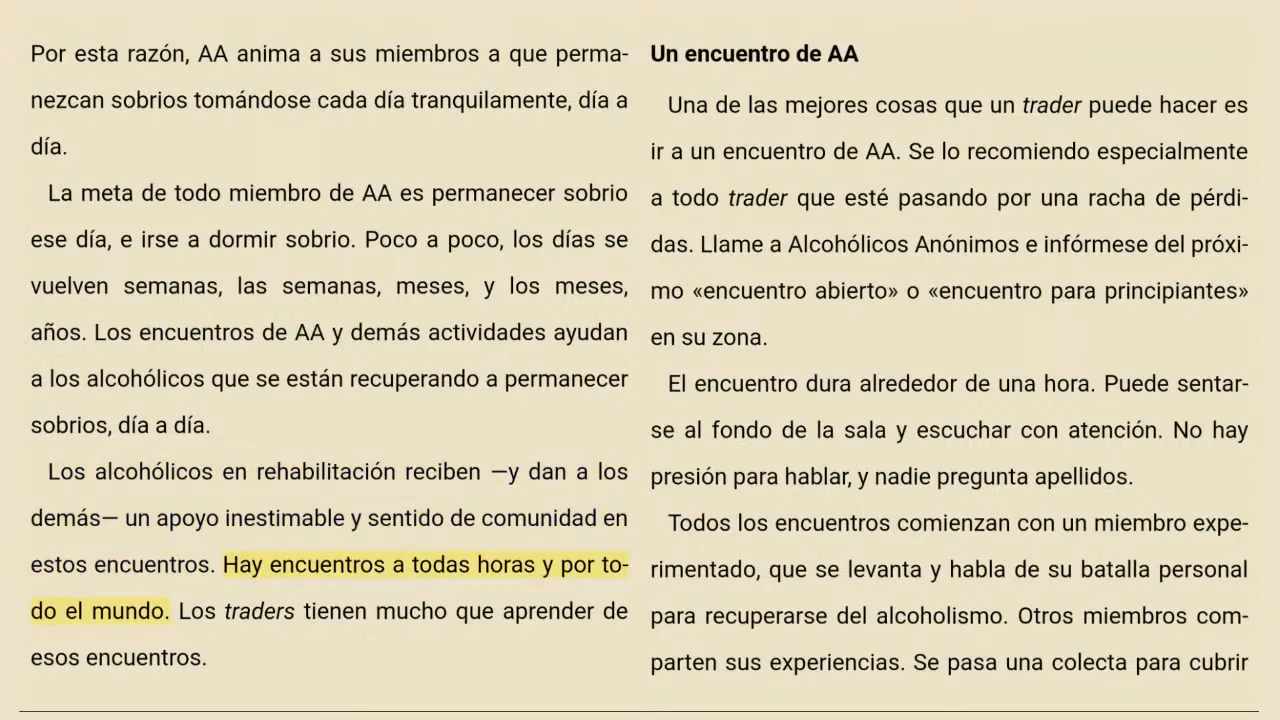 Por esta razón, AA anima a sus miembros a que perma-
nezcan sobrios tomándose cada día tranquilamente, día a
día.
La meta de todo miembro de AA es permanecer sobrio
ese día, e irse a dormir sobrio. Poco a poco, los días se
vuelven semanas, las semanas, meses, y los meses,
años. Los encuentros de AA y demás actividades ayudan
a los alcohólicos que se están recuperando a permanecer
sobrios, día a día.
Los alcohólicos en rehabilitación reciben —y dan a los
demás— un apoyo inestimable y sentido de comunidad en
estos encuentros. Hay encuentros a todas horas y por to-
do el mundo. Los traders tienen mucho que aprender de
esos encuentros.
Un encuentro de AA
Una de las mejores cosas que un trader puede hacer es
ir a un encuentro de AA. Se lo recomiendo especialmente
a todo trader que esté pasando por una racha de pérdi-
das. Llame a Alcohólicos Anónimos e infórmese del próxi-
mo «encuentro abierto» o «encuentro para principiantes»
en su zona.
El encuentro dura alrededor de una hora. Puede sentar-
se al fondo de la sala y escuchar con atención. No hay
presión para hablar, y nadie pregunta apellidos.
Todos los encuentros comienzan con un miembro expe-
rimentado, que se levanta y habla de su batalla personal
para recuperarse del alcoholismo. Otros miembros com-
parten sus experiencias. Se pasa una colecta para cubrir